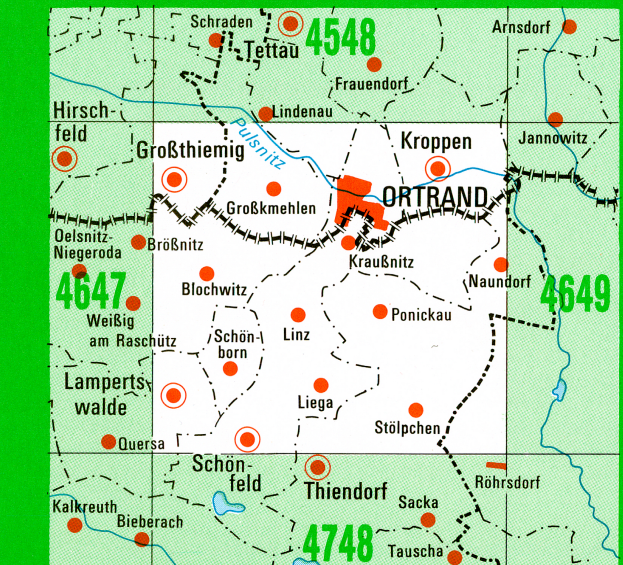 Schraden
Tettau
4548
Arnsdorf
Frauendorf
Hirsch-
feld
Lindenau
Pulsnitz
Jannowitz
Großthiemig
Kroppen
Großkmehlen
ORTRAND
Oelsnitz-
Niegeroda
Brößnitz
Kraußnitz
4647
Blochwitz
Naundorf
4649
Weißig
am Raschütz
Linz
Ponickau
Schön-
born
Lamperts-
walde
Liega
Stölpchen
Quersa
Schön-
feld
Thiendorf
Röhrsdorf
Kalkreuth
Bieberach
Sacka
4748
Tauscha